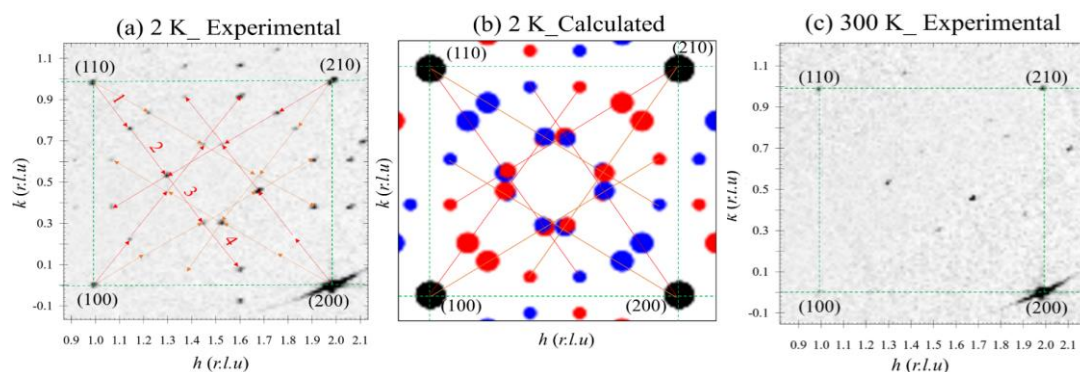 (a) 2 K_ Experimental
(b) 2 K_Calculated
(c) 300 K_ Experimental
(110)
(210)
(100)
(200)
1
2
3
4
1.1
0.9
0.7
0.5
0.3
0.1
-0.1
k (r.l.u)
0.9 1.0 1.1 1.2 1.3 1.4 1.5 1.6 1.7 1.8 1.9 2.0 2.1
h (r.l.u)
(110)
(210)
(100)
(200)
k (r.l.u)
h (r.l.u)
(110)
(210)
(100)
(200)
1.1
0.9
0.7
0.5
0.3
0.1
-0.1
k (r.l.u)
0.9 1.0 1.1 1.2 1.3 1.4 1.5 1.6 1.7 1.8 1.9 2.0 2.1
h (r.l.u)